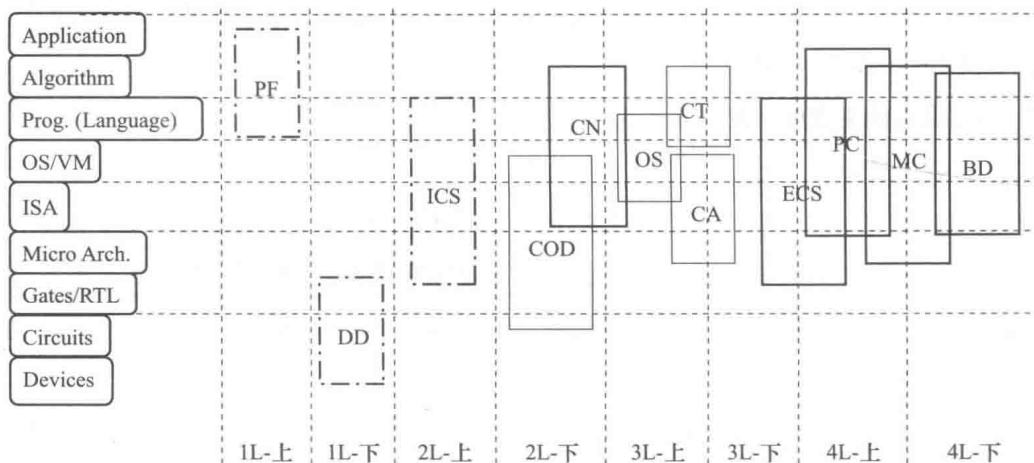 Application
Algorithm
PF
Prog. (Language)
CN
CT
OS/VM
OS
PC
MC
BD
ISA
ICS
CA
ECS
Micro Arch.
COD
Gates/RTL
Circuits
DD
Devices
1L-上 1L-下 2L-上 2L-下 3L-上 3L-下 4L-上 4L-下